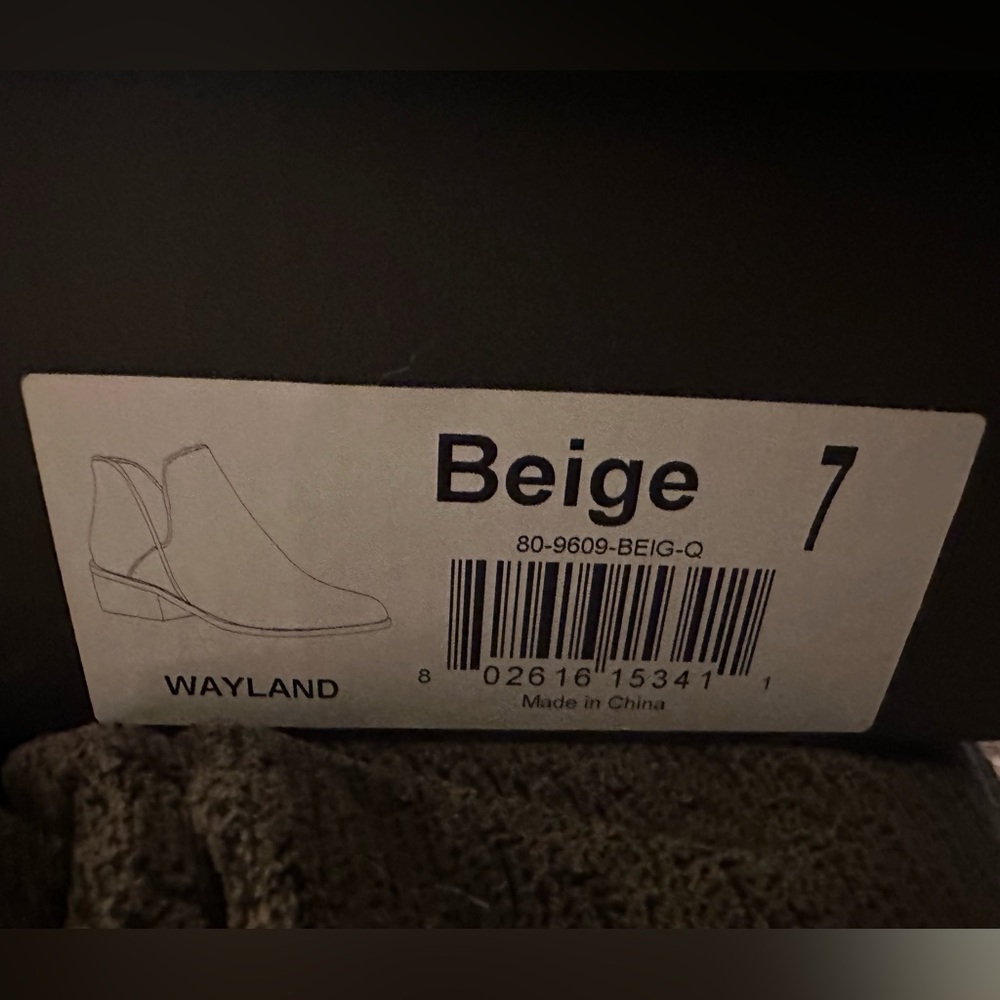 Beige 7
80-9609-BEIG-Q
8 02616 15341 1
Made in China
WAYLAND